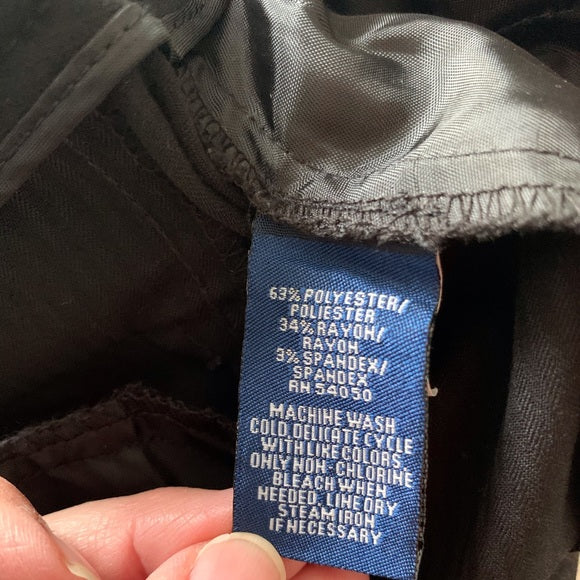 63% POLYESTER/
POLIESTER
34% RAYON/
RAYON
3% SPANDEX/
SPANDEX
RN 54050
MACHINE WASH
COLD DELICATE CYCLE
WITH LIKE COLORS.
ONLY NON-CHLORINE
BLEACH WHEN
NEEDED. LINE DRY
STEAM IRON
IF NECESSARY